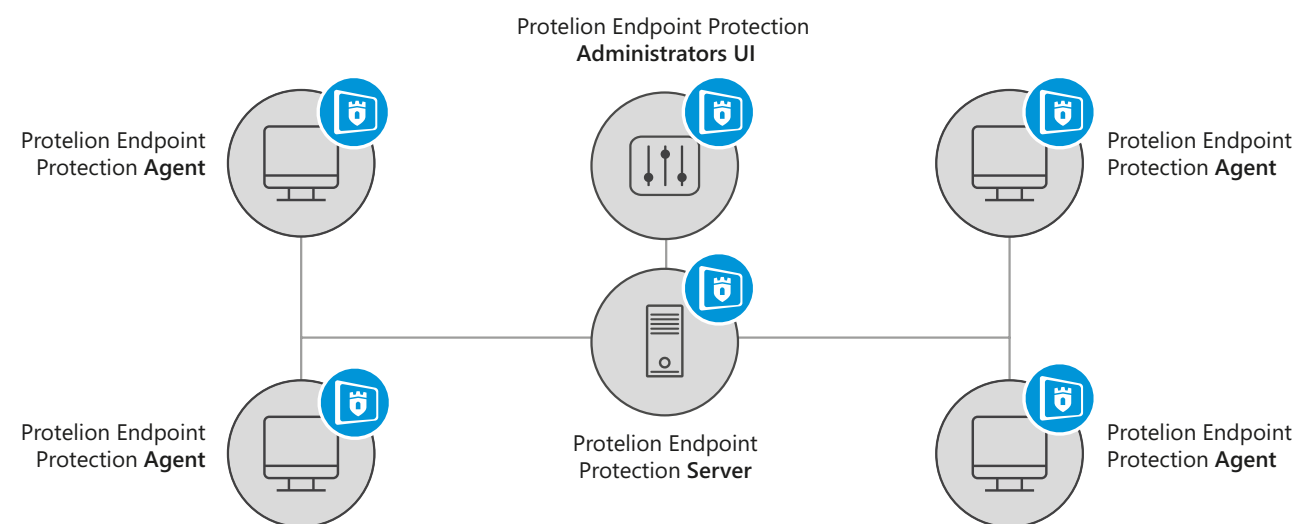 Protelion Endpoint Protection
Administrators UI
Protelion Endpoint
Protection Agent
Protelion Endpoint
Protection Agent
Protelion Endpoint
Protection Agent
Protelion Endpoint
Protection Server
Protelion Endpoint
Protection Agent